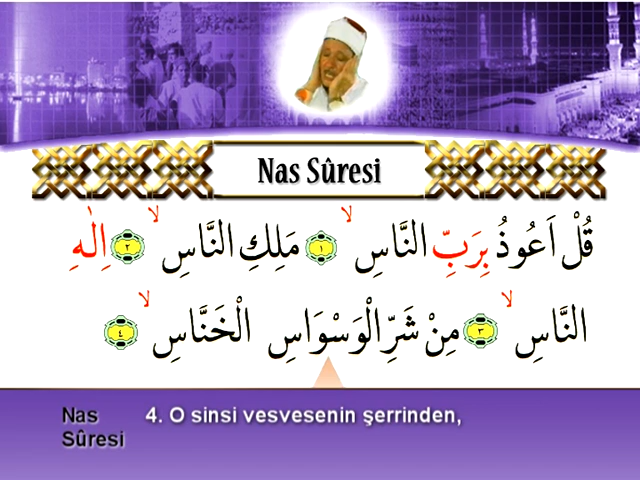 Nas Sûresi
قُلْ اَعُوذُ بِرَبِّ النَّاسِۙ ﴿١﴾ مَلِكِ النَّاسِۙ ﴿٢﴾ اِلٰهِ
النَّاسِۙ ﴿٣﴾ مِنْ شَرِّ الْوَسْوَاسِ الْخَنَّاسِۙ ﴿٤﴾
Nas Sûresi
4. O sinsi vesvesenin şerrinden,